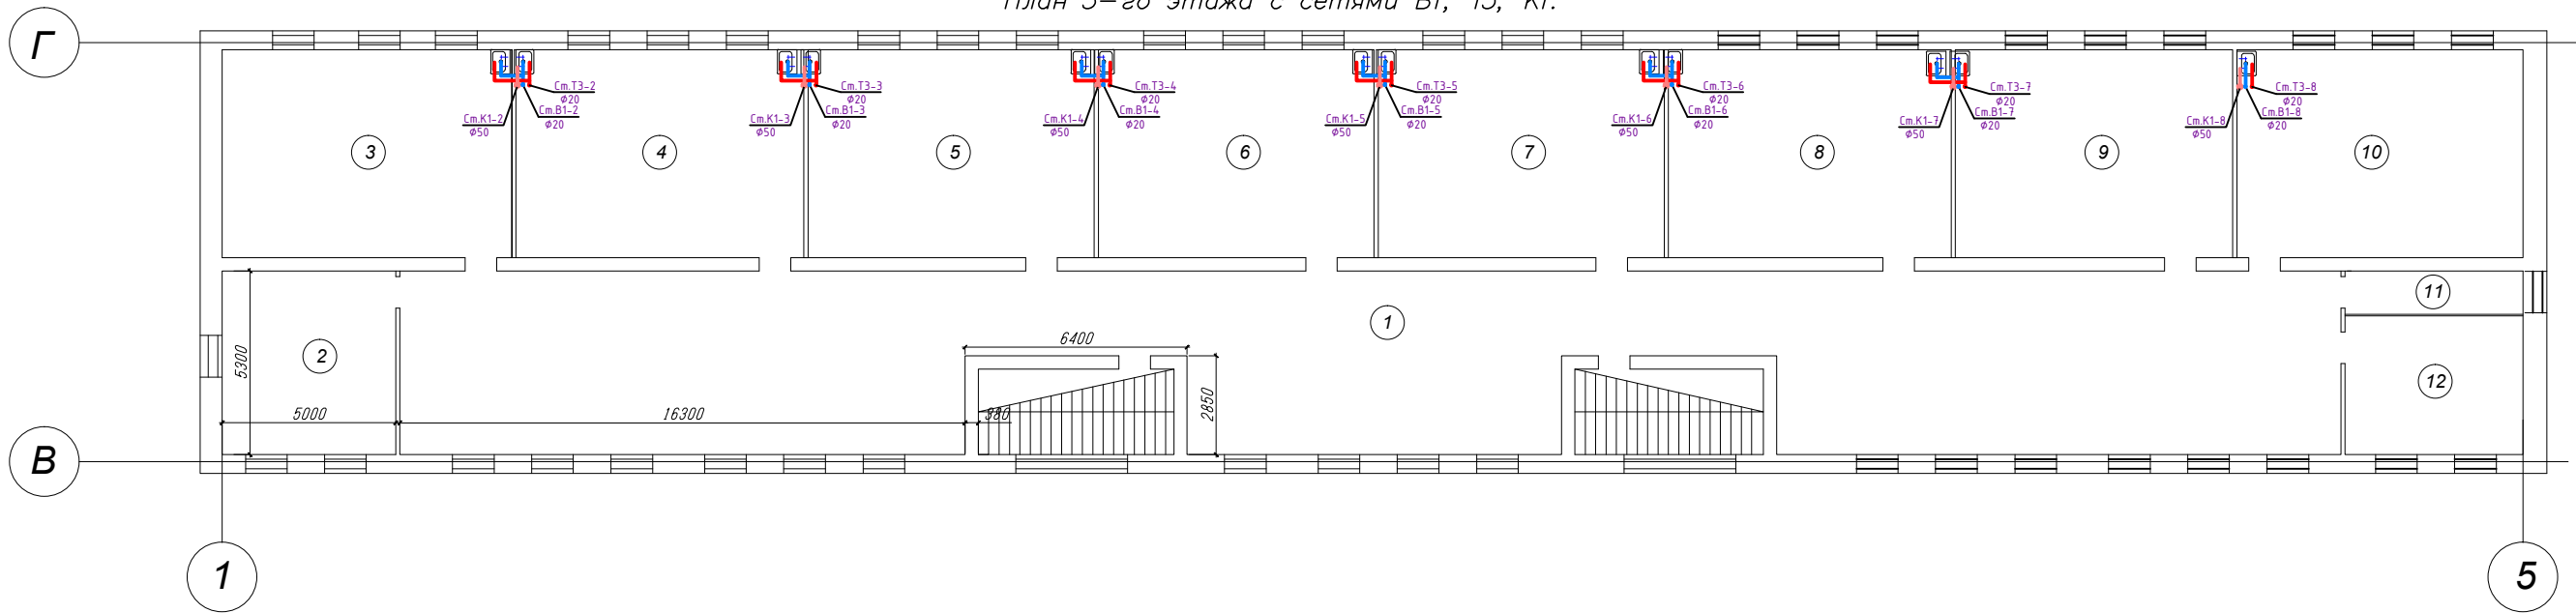 План 3-го этажа с сетями В1, Т3, К1.
Г
Ст.Т3-2
ф20
Ст.К1-2
ф50
Ст.В1-2
ф20
Ст.Т3-3
ф20
Ст.К1-3
ф50
Ст.В1-3
ф20
Ст.Т3-4
ф20
Ст.К1-4
ф50
Ст.В1-4
ф20
Ст.Т3-5
ф20
Ст.К1-5
ф50
Ст.В1-5
ф20
Ст.Т3-6
ф20
Ст.К1-6
ф50
Ст.В1-6
ф20
Ст.Т3-7
ф20
Ст.К1-7
ф50
Ст.В1-7
ф20
Ст.Т3-8
ф20
Ст.К1-8
ф50
Ст.В1-8
ф20
3
4
5
6
7
8
9
10
11
1
6400
2
5300
12
2850
5000
16300
380
В
1
5